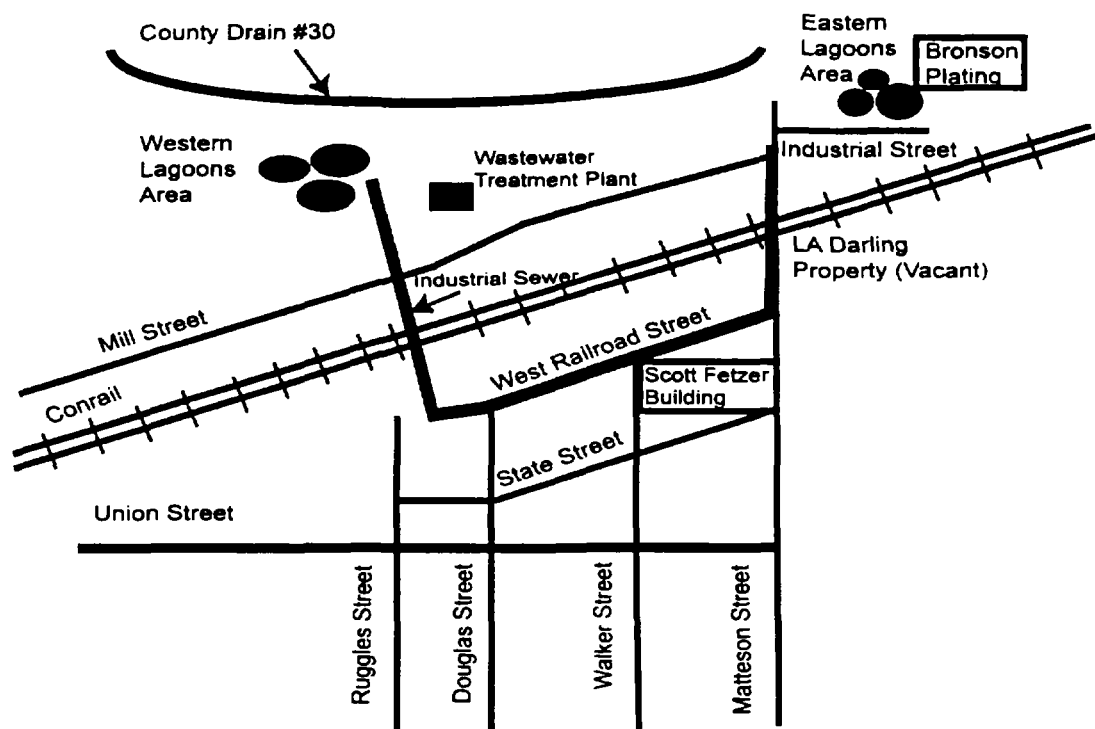 County Drain #30
Eastern
Lagoons
Area
Bronson
Plating
Western
Lagoons
Area
Wastewater
Treatment Plant
Industrial Street
LA Darling
Property (Vacant)
Industrial Sewer
Mill Street
West Railroad Street
Conrail
Scott Fetzer
Building
State Street
Union Street
Ruggles Street
Douglas Street
Walker Street
Matteson Street